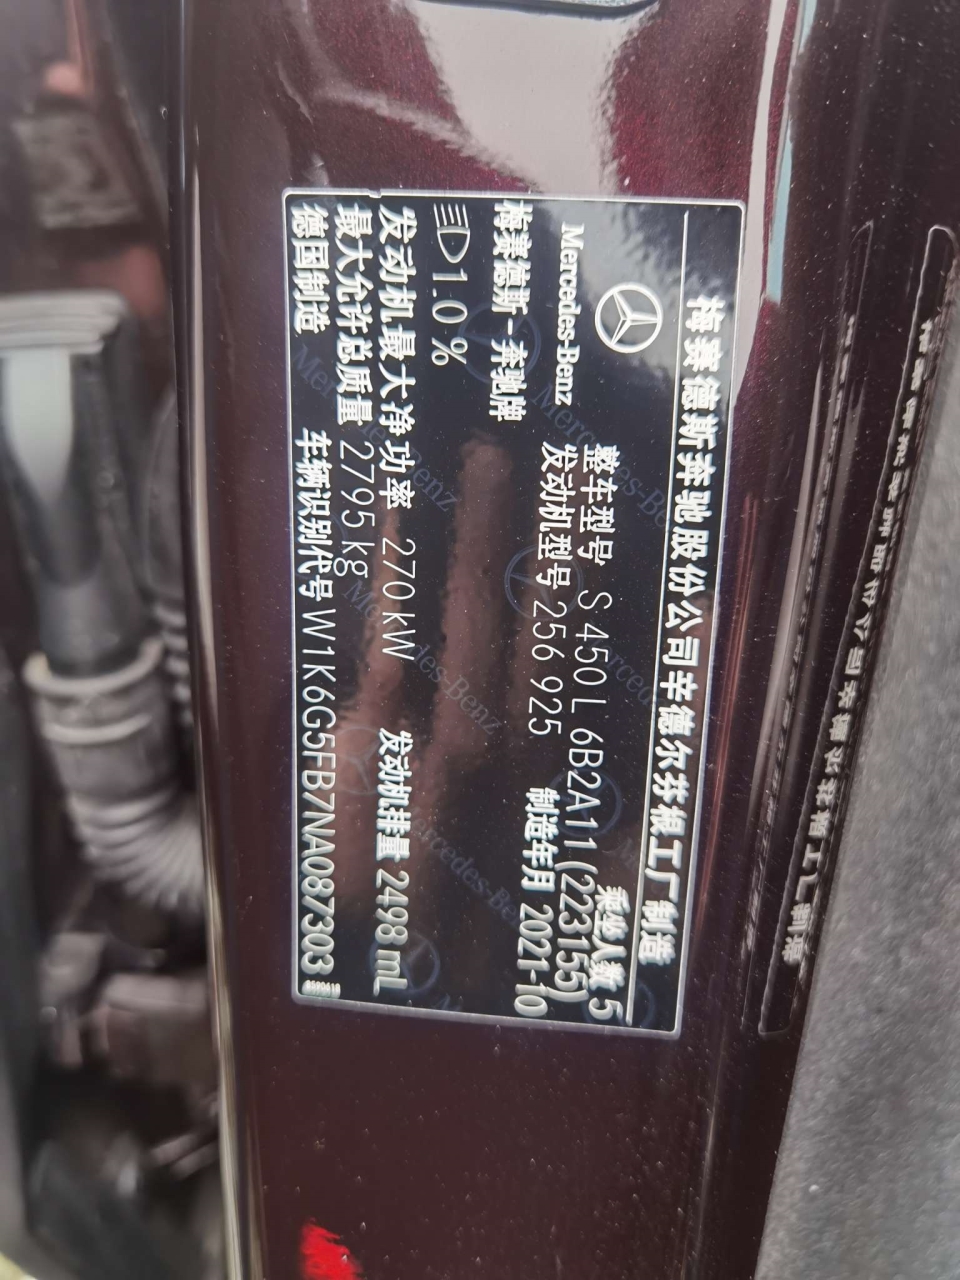 梅赛德斯奔驰股份公司辛德尔芬根工厂制造
Mercedes-Benz
乘坐人数 5
整车型号 S 450 L 6B2A11 (223155)
发动机型号 256 925 制造年月 2021-10
梅赛德斯-奔驰牌
10%
发动机最大净功率 270 kW 发动机排量 2498 mL
最大允许总质量 2795 kg
德国制造 车辆识别代号 W1K6G5FB7NA087303